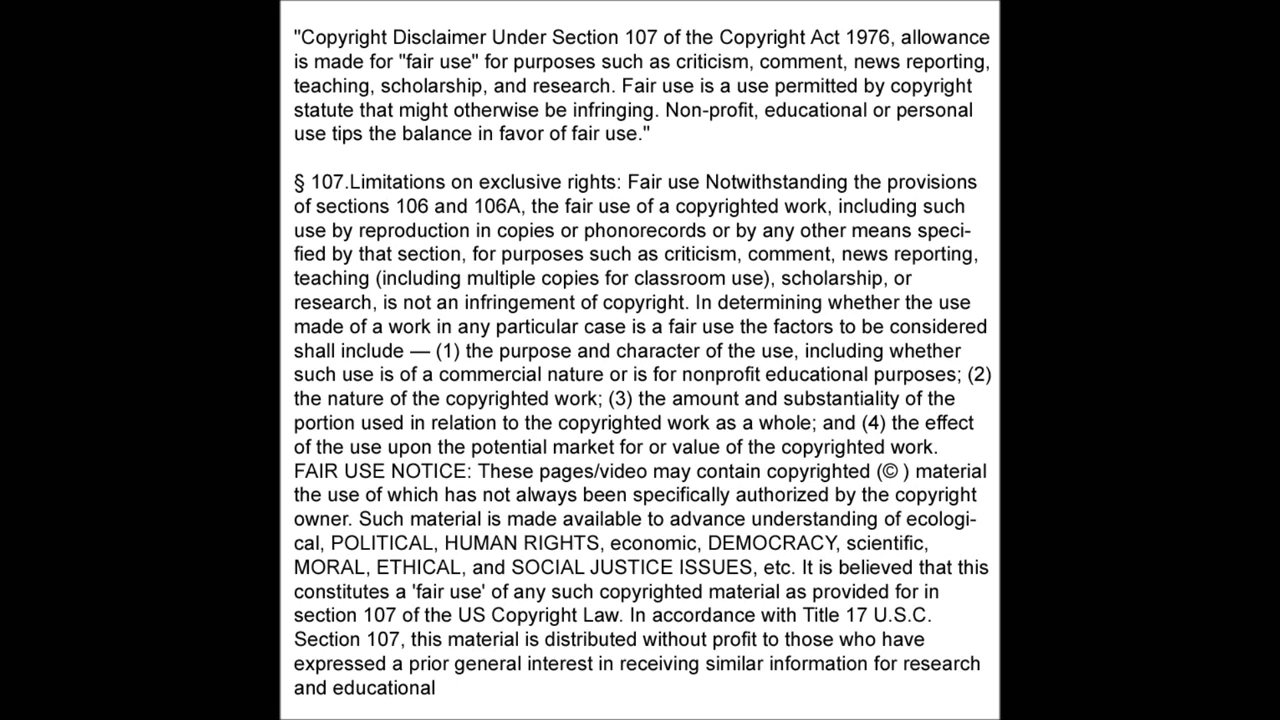 "Copyright Disclaimer Under Section 107 of the Copyright Act 1976, allowance
is made for "fair use" for purposes such as criticism, comment, news reporting,
teaching, scholarship, and research. Fair use is a use permitted by copyright
statute that might otherwise be infringing. Non-profit, educational or personal
use tips the balance in favor of fair use."
§ 107.Limitations on exclusive rights: Fair use Notwithstanding the provisions
of sections 106 and 106A, the fair use of a copyrighted work, including such
use by reproduction in copies or phonorecords or by any other means speci-
fied by that section, for purposes such as criticism, comment, news reporting,
teaching (including multiple copies for classroom use), scholarship, or
research, is not an infringement of copyright. In determining whether the use
made of a work in any particular case is a fair use the factors to be considered
shall include — (1) the purpose and character of the use, including whether
such use is of a commercial nature or is for nonprofit educational purposes; (2)
the nature of the copyrighted work; (3) the amount and substantiality of the
portion used in relation to the copyrighted work as a whole; and (4) the effect
of the use upon the potential market for or value of the copyrighted work.
FAIR USE NOTICE: These pages/video may contain copyrighted (© ) material
the use of which has not always been specifically authorized by the copyright
owner. Such material is made available to advance understanding of ecologi-
cal, POLITICAL, HUMAN RIGHTS, economic, DEMOCRACY, scientific,
MORAL, ETHICAL, and SOCIAL JUSTICE ISSUES, etc. It is believed that this
constitutes a 'fair use' of any such copyrighted material as provided for in
section 107 of the US Copyright Law. In accordance with Title 17 U.S.C.
Section 107, this material is distributed without profit to those who have
expressed a prior general interest in receiving similar information for research
and educational